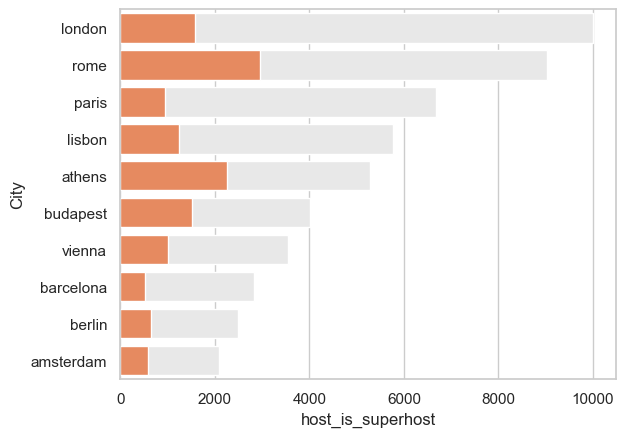 london
rome
paris
lisbon
athens
budapest
vienna
barcelona
berlin
amsterdam
City
0 2000 4000 6000 8000 10000
host_is_superhost